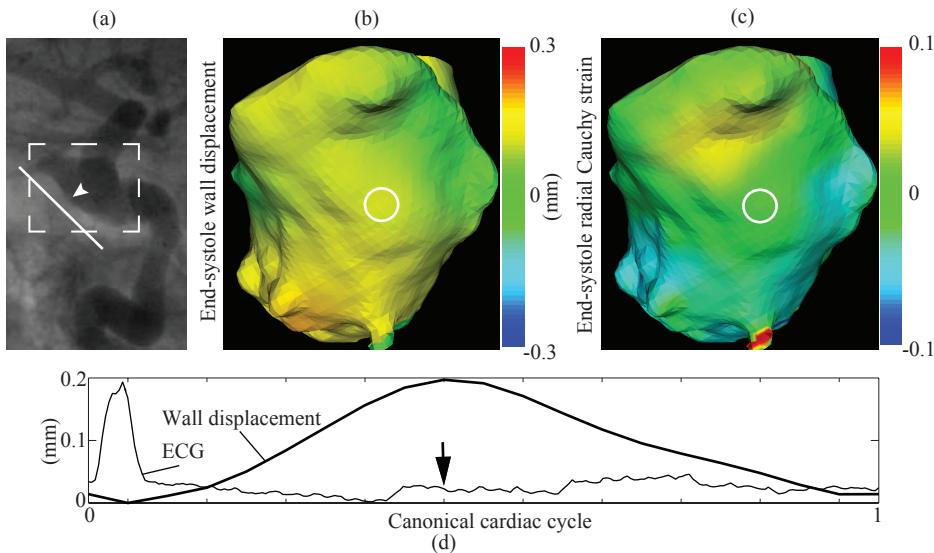 (a)
(b)
(c)
End-systole wall displacement
0.3
0
(mm)
-0.3
End-systole radial Cauchy strain
0.1
0
-0.1
0.2
0.1
0
(mm)
Wall displacement
ECG
0
Canonical cardiac cycle
1
(d)